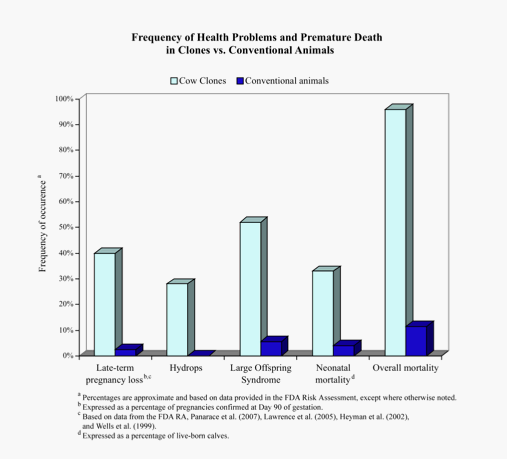 Frequency of Health Problems and Premature Death
in Clones vs. Conventional Animals
Cow Clones Conventional animals
100%
90%
80%
70%
60%
50%
40%
30%
20%
10%
0%
Frequency of occurence a
Late-term
pregnancy loss b,c
Hydrops
Large Offspring
Syndrome
Neonatal
mortality d
Overall mortality
a Percentages are approximate and based on data provided in the FDA Risk Assessment, except where otherwise noted.
b Expressed as a percentage of pregnancies confirmed at Day 90 of gestation.
c Based on data from the FDA RA, Panarace et al. (2007), Lawrence et al. (2005), Heyman et al. (2002),
and Wells et al. (1999).
d Expressed as a percentage of live-born calves.